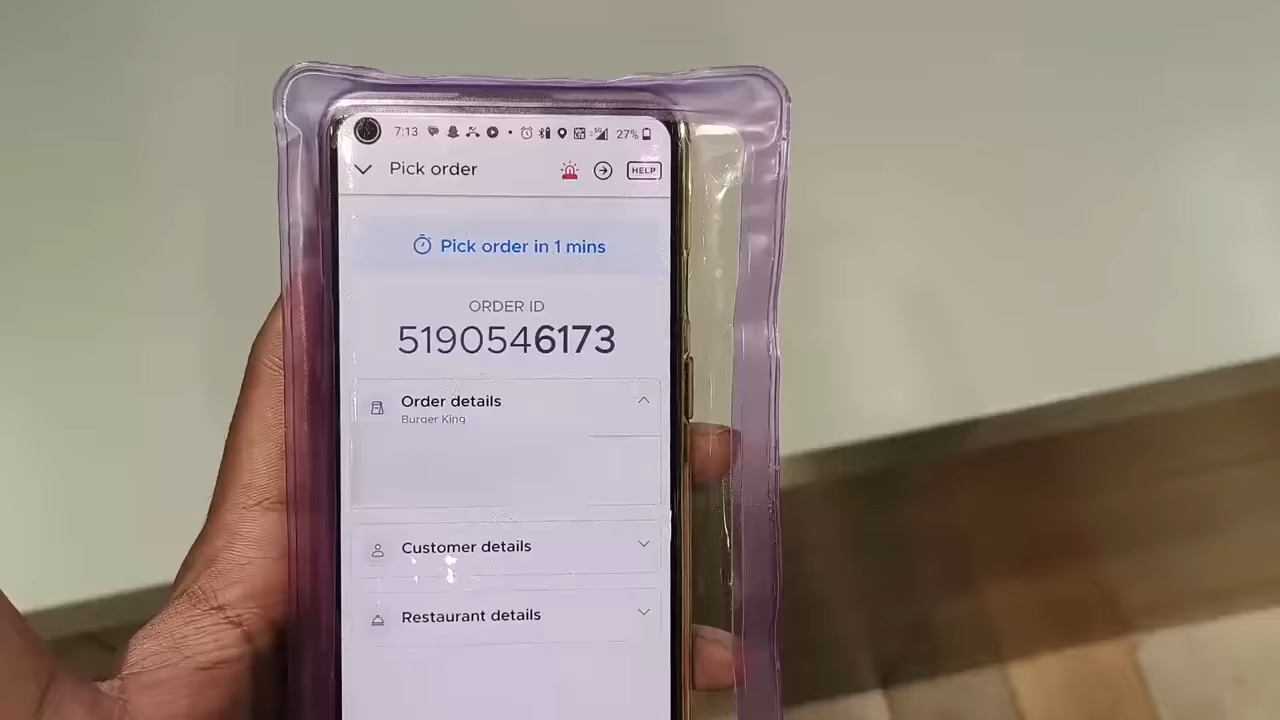 7:13 27%
Pick order HELP
Pick order in 1 mins
ORDER ID
5190546173
Order details
Burger King
Customer details
Restaurant details